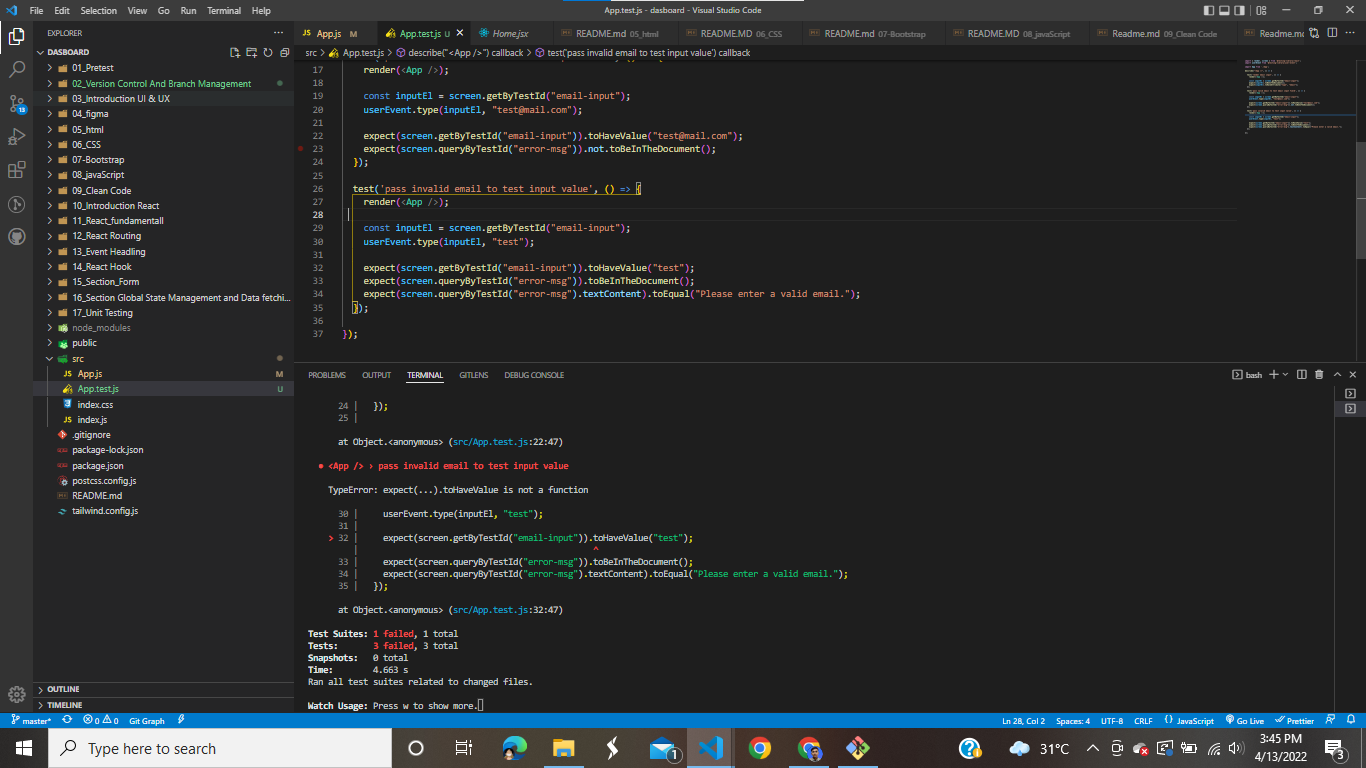 File Edit Selection View Go Run Terminal Help
App.test.js - dasboard - Visual Studio Code
EXPLORER
DASBOARD
01_Pretest
02_Version Control And Branch Management
03_Introduction UI & UX
04_figma
05_html
06_CSS
07-Bootstrap
08_javaScript
09_Clean Code
10_Introduction React
11_React_fundamentall
12_React Routing
13_Event Headling
14_React Hook
15_Section_Form
16_Section Global State Management and Data fetchi...
17_Unit Testing
node_modules
public
src
JS App.js M
App.test.js U
index.css
JS index.js
.gitignore
package-lock.json
package.json
postcss.config.js
README.md
tailwind.config.js
OUTLINE
TIMELINE
JS App.js M
App.test.js U
Home.jsx
README.md 05_html
README.md 06_CSS
README.md 07-Bootstrap
README.md 08_javaScript
Readme.md 09_Clean Code
Readme.m
src > App.test.js > describe("<App />") callback > test('pass invalid email to test input value') callback
17 render(<App />);
18
19 const inputEl = screen.getByTestId("email-input");
20 userEvent.type(inputEl, "test@mail.com");
21
22 expect(screen.getByTestId("email-input")).toHaveValue("test@mail.com");
23 expect(screen.queryByTestId("error-msg")).not.toBeInTheDocument();
24 });
25
26 test('pass invalid email to test input value', () => {
27 render(<App />);
28
29 const inputEl = screen.getByTestId("email-input");
30 userEvent.type(inputEl, "test");
31
32 expect(screen.getByTestId("email-input")).toHaveValue("test");
33 expect(screen.queryByTestId("error-msg")).toBeInTheDocument();
34 expect(screen.queryByTestId("error-msg").textContent).toEqual("Please enter a valid email.");
35 });
36
37 });
PROBLEMS OUTPUT TERMINAL GITLENS DEBUG CONSOLE
bash
24 | });
25 |
at Object.<anonymous> (src/App.test.js:22:47)
● <App /> › pass invalid email to test input value
TypeError: expect(...).toHaveValue is not a function
30 | userEvent.type(inputEl, "test");
31 |
> 32 | expect(screen.getByTestId("email-input")).toHaveValue("test");
| ^
33 | expect(screen.queryByTestId("error-msg")).toBeInTheDocument();
34 | expect(screen.queryByTestId("error-msg").textContent).toEqual("Please enter a valid email.");
35 | });
at Object.<anonymous> (src/App.test.js:32:47)
Test Suites: 1 failed, 1 total
Tests: 3 failed, 3 total
Snapshots: 0 total
Time: 4.663 s
Ran all test suites related to changed files.
Watch Usage: Press w to show more.
master* 0 0 Git Graph
Ln 28, Col 2 Spaces: 4 UTF-8 CRLF {} JavaScript Go Live Prettier
Type here to search
1
31°C
3:45 PM
4/13/2022
3